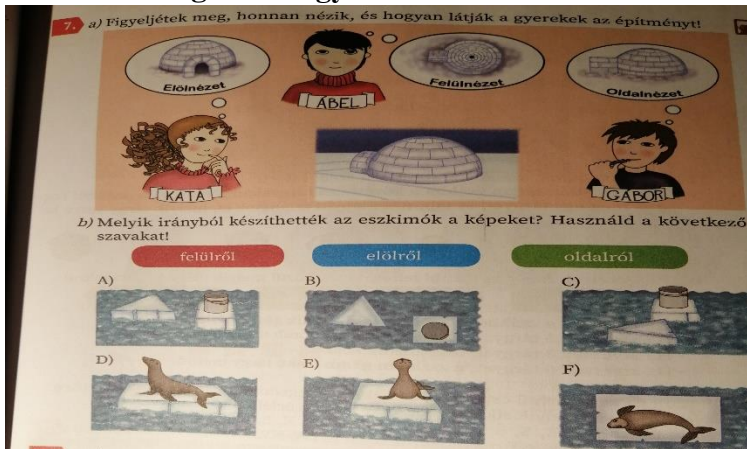 7. a) Figyeljétek meg, honnan nézik, és hogyan látják a gyerekek az építményt!
Elölnézet
Felülnézet
Oldalnézet
ÁBEL
KATA
GÁBOR
b) Melyik irányból készíthették az eszkimók a képeket? Használd a következő
szavakat!
felülről
elölről
oldalról
A)
B)
C)
D)
E)
F)